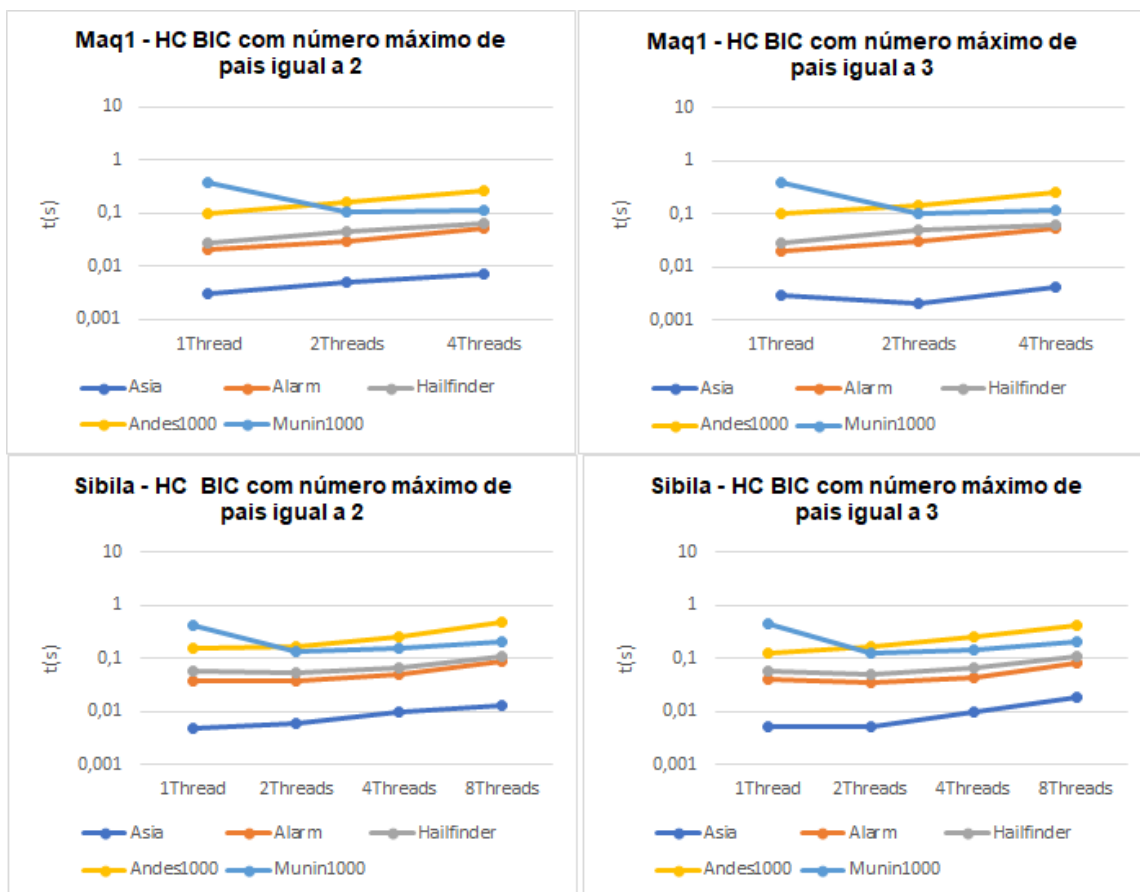 Maq1 - HC BIC com número máximo de
pais igual a 2
10
1
0,1
0,01
0,001
t(s)
1Thread 2Threads 4Threads
Asia Alarm Hailfinder
Andes1000 Munin1000
Maq1 - HC BIC com número máximo de
pais igual a 3
10
1
0,1
0,01
0,001
t(s)
1Thread 2Threads 4Threads
Asia Alarm Hailfinder
Andes1000 Munin1000
Sibila - HC BIC com número máximo de
pais igual a 2
10
1
0,1
0,01
0,001
t(s)
1Thread 2Threads 4Threads 8Threads
Asia Alarm Hailfinder
Andes1000 Munin1000
Sibila - HC BIC com número máximo de
pais igual a 3
10
1
0,1
0,01
0,001
t(s)
1Thread 2Threads 4Threads 8Threads
Asia Alarm Hailfinder
Andes1000 Munin1000